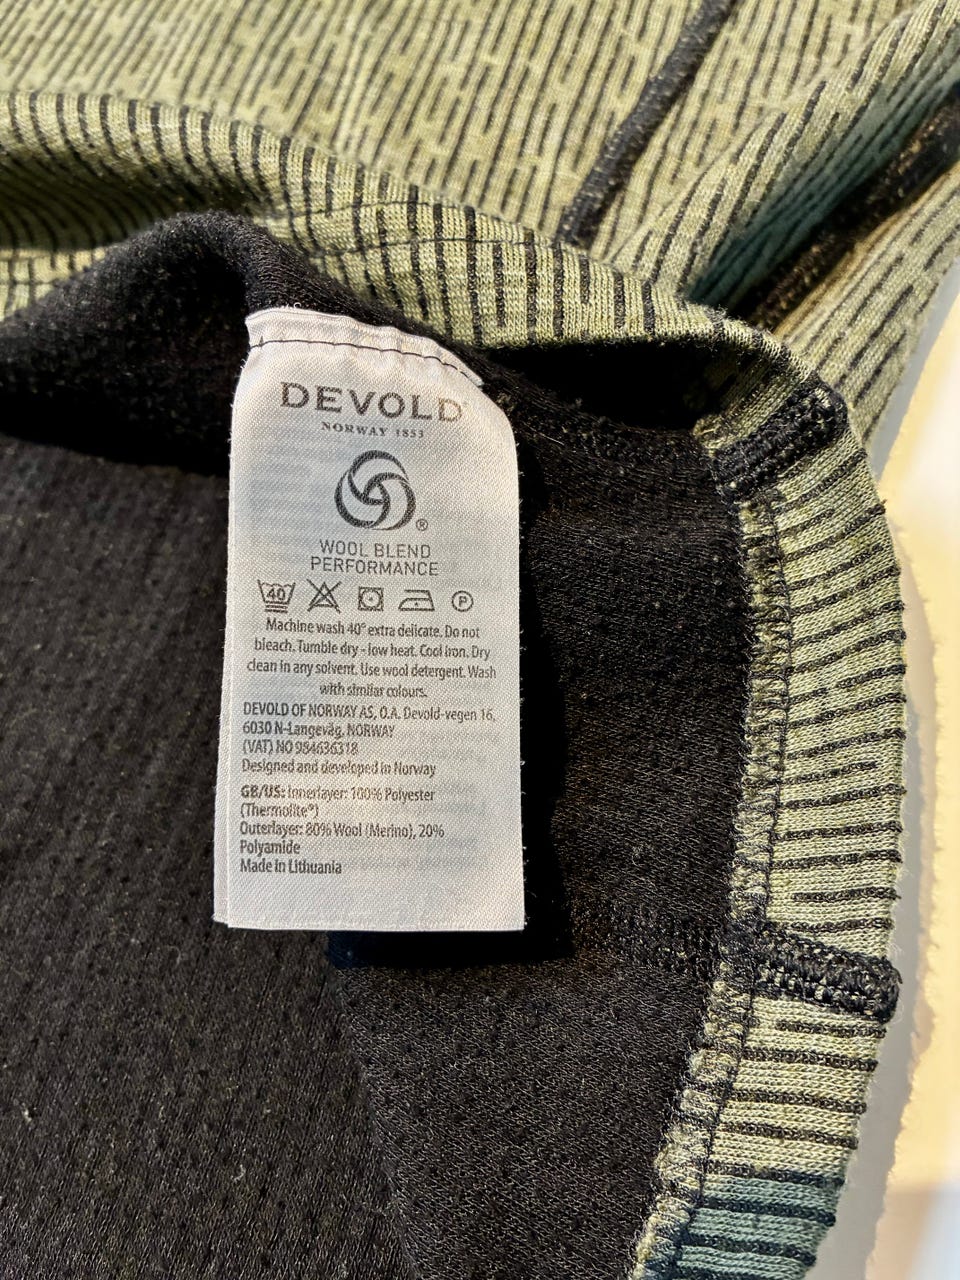 DEVOLD
NORWAY 1853
®
WOOL BLEND
PERFORMANCE
40 P
Machine wash 40° extra delicate. Do not
bleach. Tumble dry - low heat. Cool iron. Dry
clean in any solvent. Use wool detergent. Wash
with similar colours.
DEVOLD OF NORWAY AS, O.A. Devold-vegen 16,
6030 N-Langevåg, NORWAY
(VAT) NO 984636318
Designed and developed in Norway
GB/US: Innerlayer: 100% Polyester
(Thermolite®)
Outerlayer: 80% Wool (Merino), 20%
Polyamide
Made in Lithuania